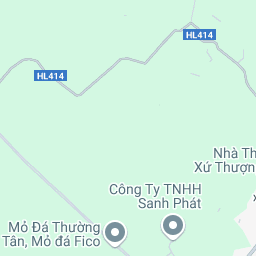 HL414
HL414
Nhà Th
Xứ Thượn
Công Ty TNHH
Sanh Phát
Mỏ Đá Thường
Tân, Mỏ đá Fico
x